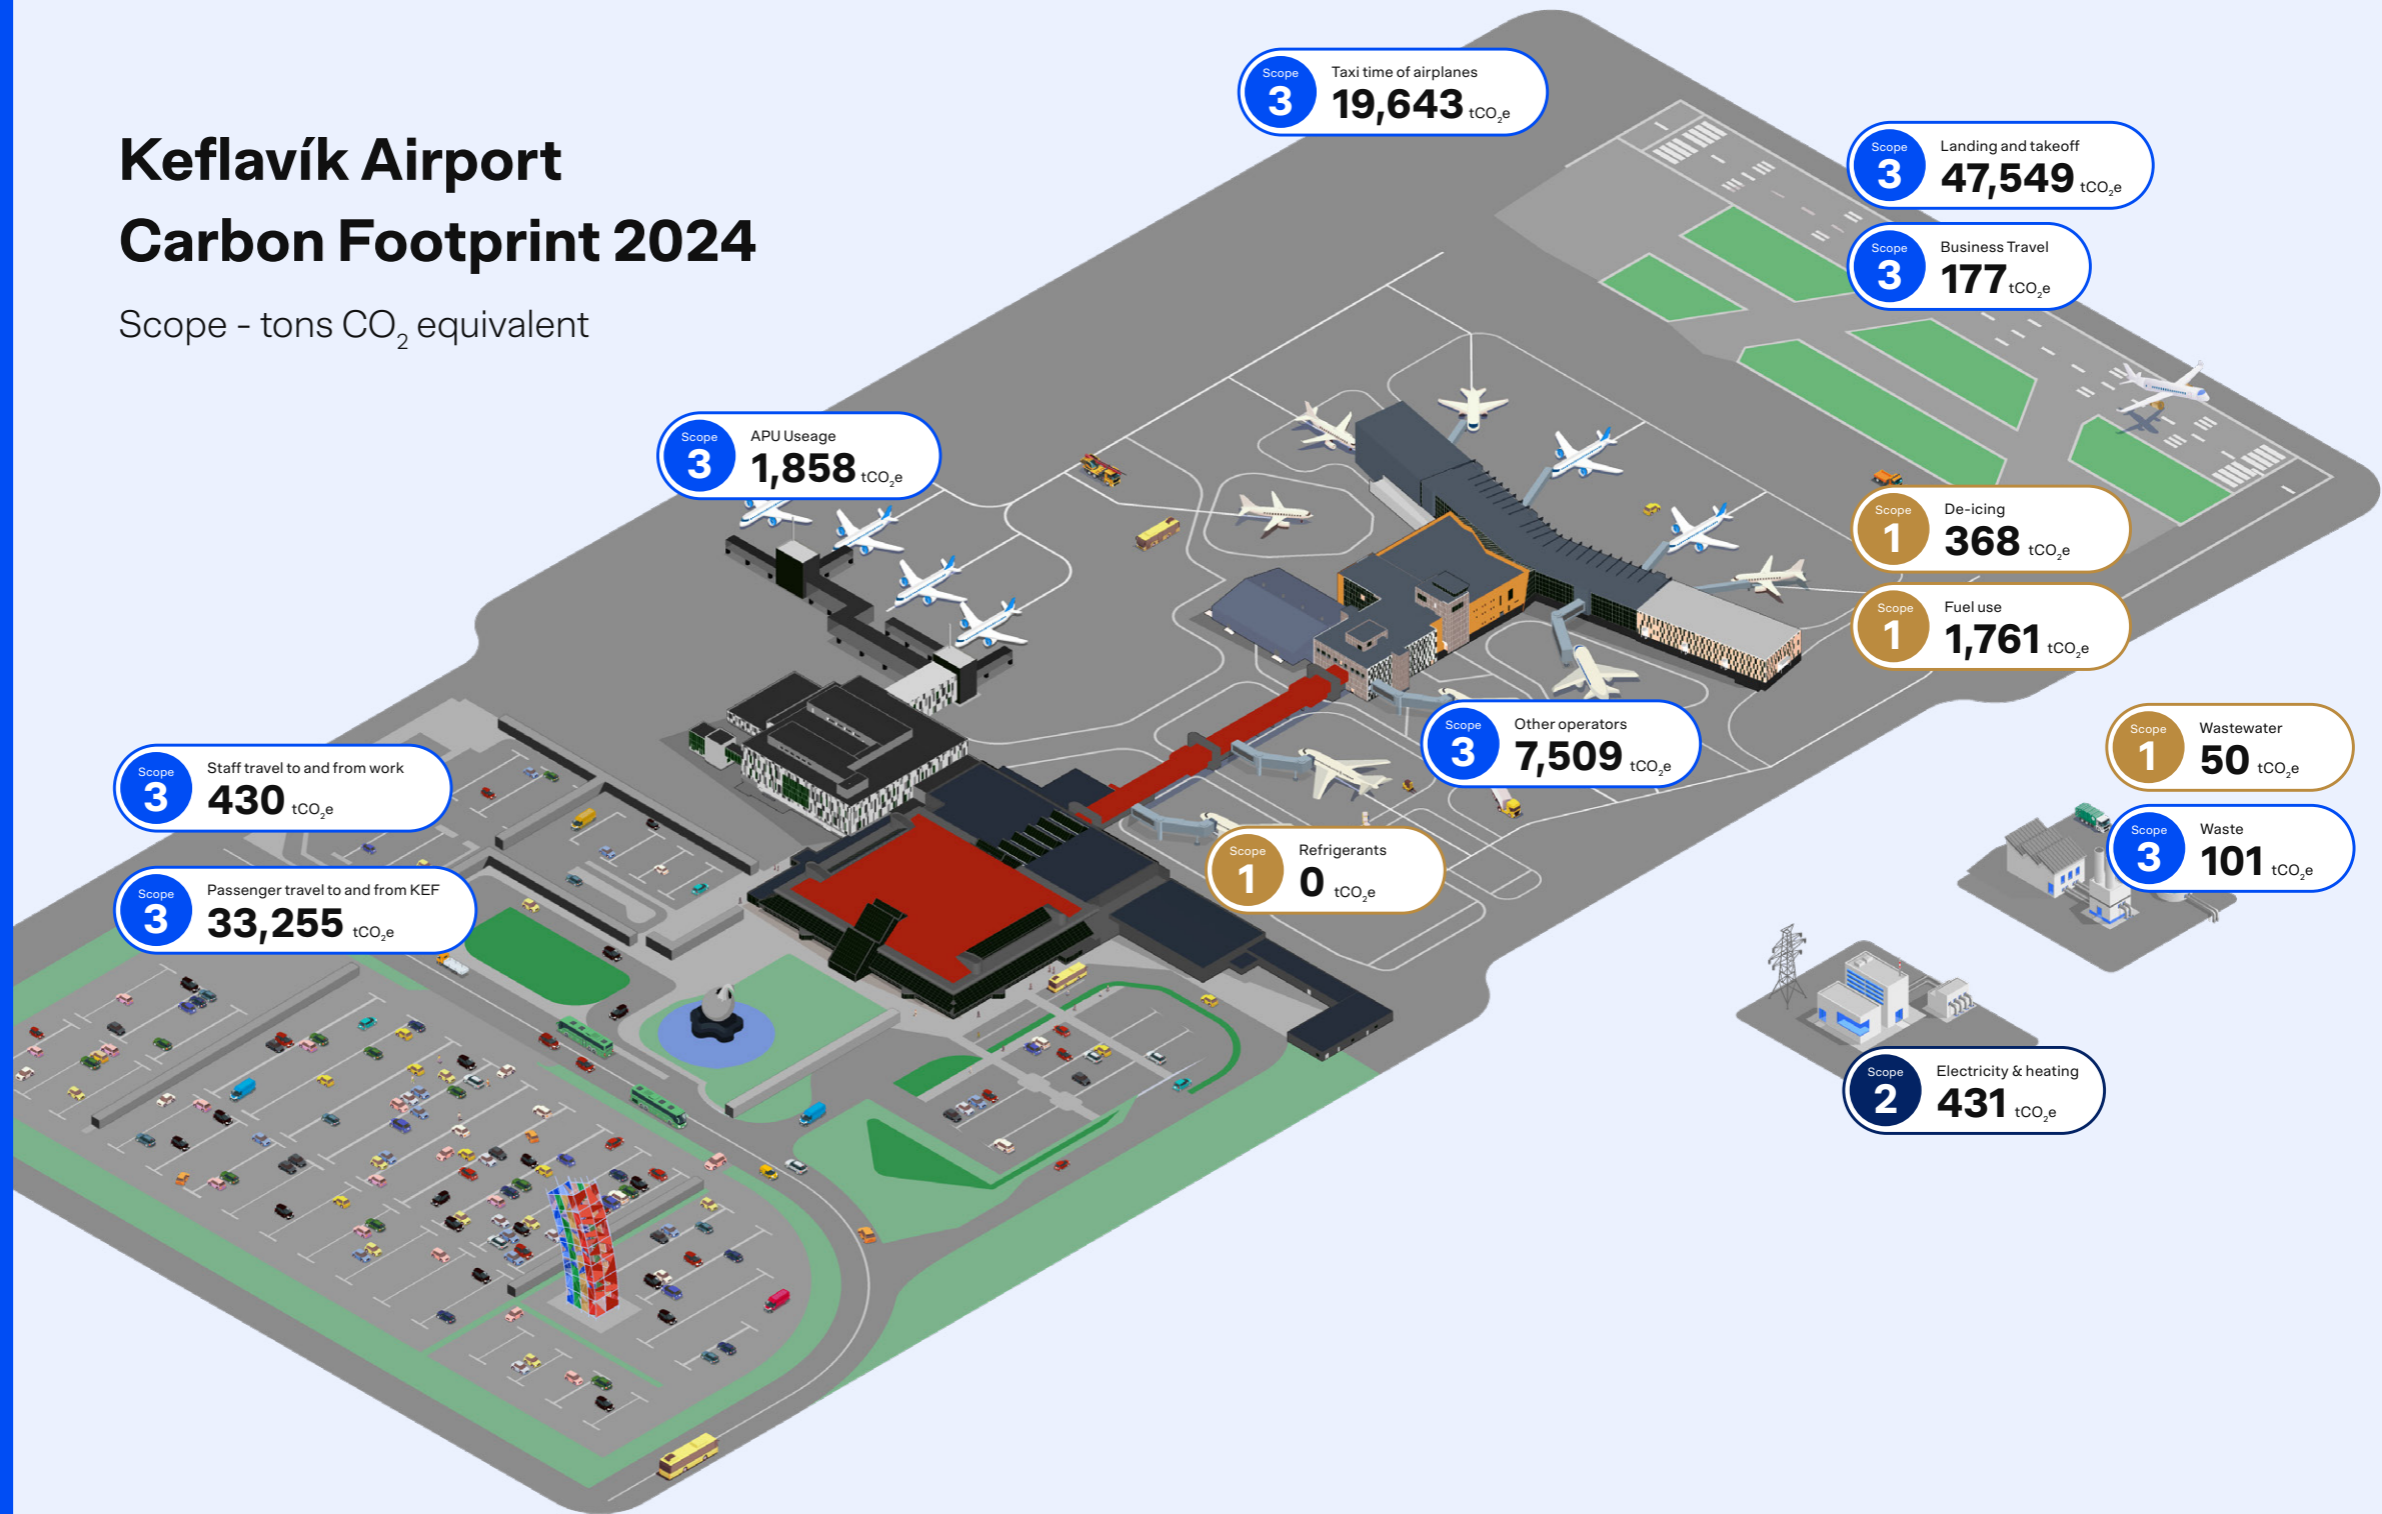 Keflavík Airport
Carbon Footprint 2024
Scope - tons CO₂ equivalent
Scope
3
Taxi time of airplanes
19,643 tCO₂e
Scope
3
Landing and takeoff
47,549 tCO₂e
Scope
3
Business Travel
177 tCO₂e
Scope
3
APU Useage
1,858 tCO₂e
Scope
1
De-icing
368 tCO₂e
Scope
1
Fuel use
1,761 tCO₂e
Scope
3
Other operators
7,509 tCO₂e
Scope
1
Wastewater
50 tCO₂e
Scope
3
Waste
101 tCO₂e
Scope
3
Staff travel to and from work
430 tCO₂e
Scope
3
Passenger travel to and from KEF
33,255 tCO₂e
Scope
1
Refrigerants
0 tCO₂e
Scope
2
Electricity & heating
431 tCO₂e